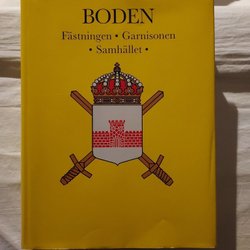 BODEN
Fästningen • Garnisonen
• Samhället •